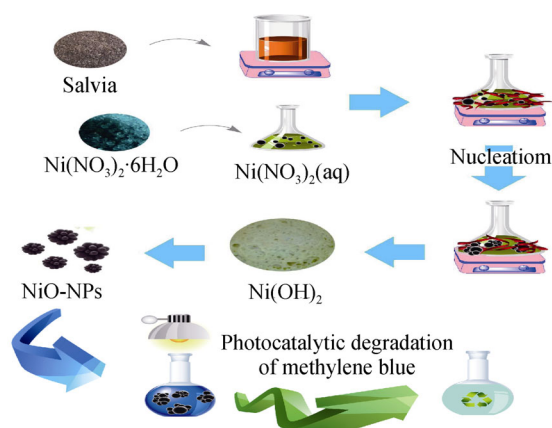 Salvia
Ni(NO₃)₂·6H₂O
Ni(NO₃)₂(aq)
Nucleatiom
NiO-NPs
Ni(OH)₂
Photocatalytic degradation
of methylene blue